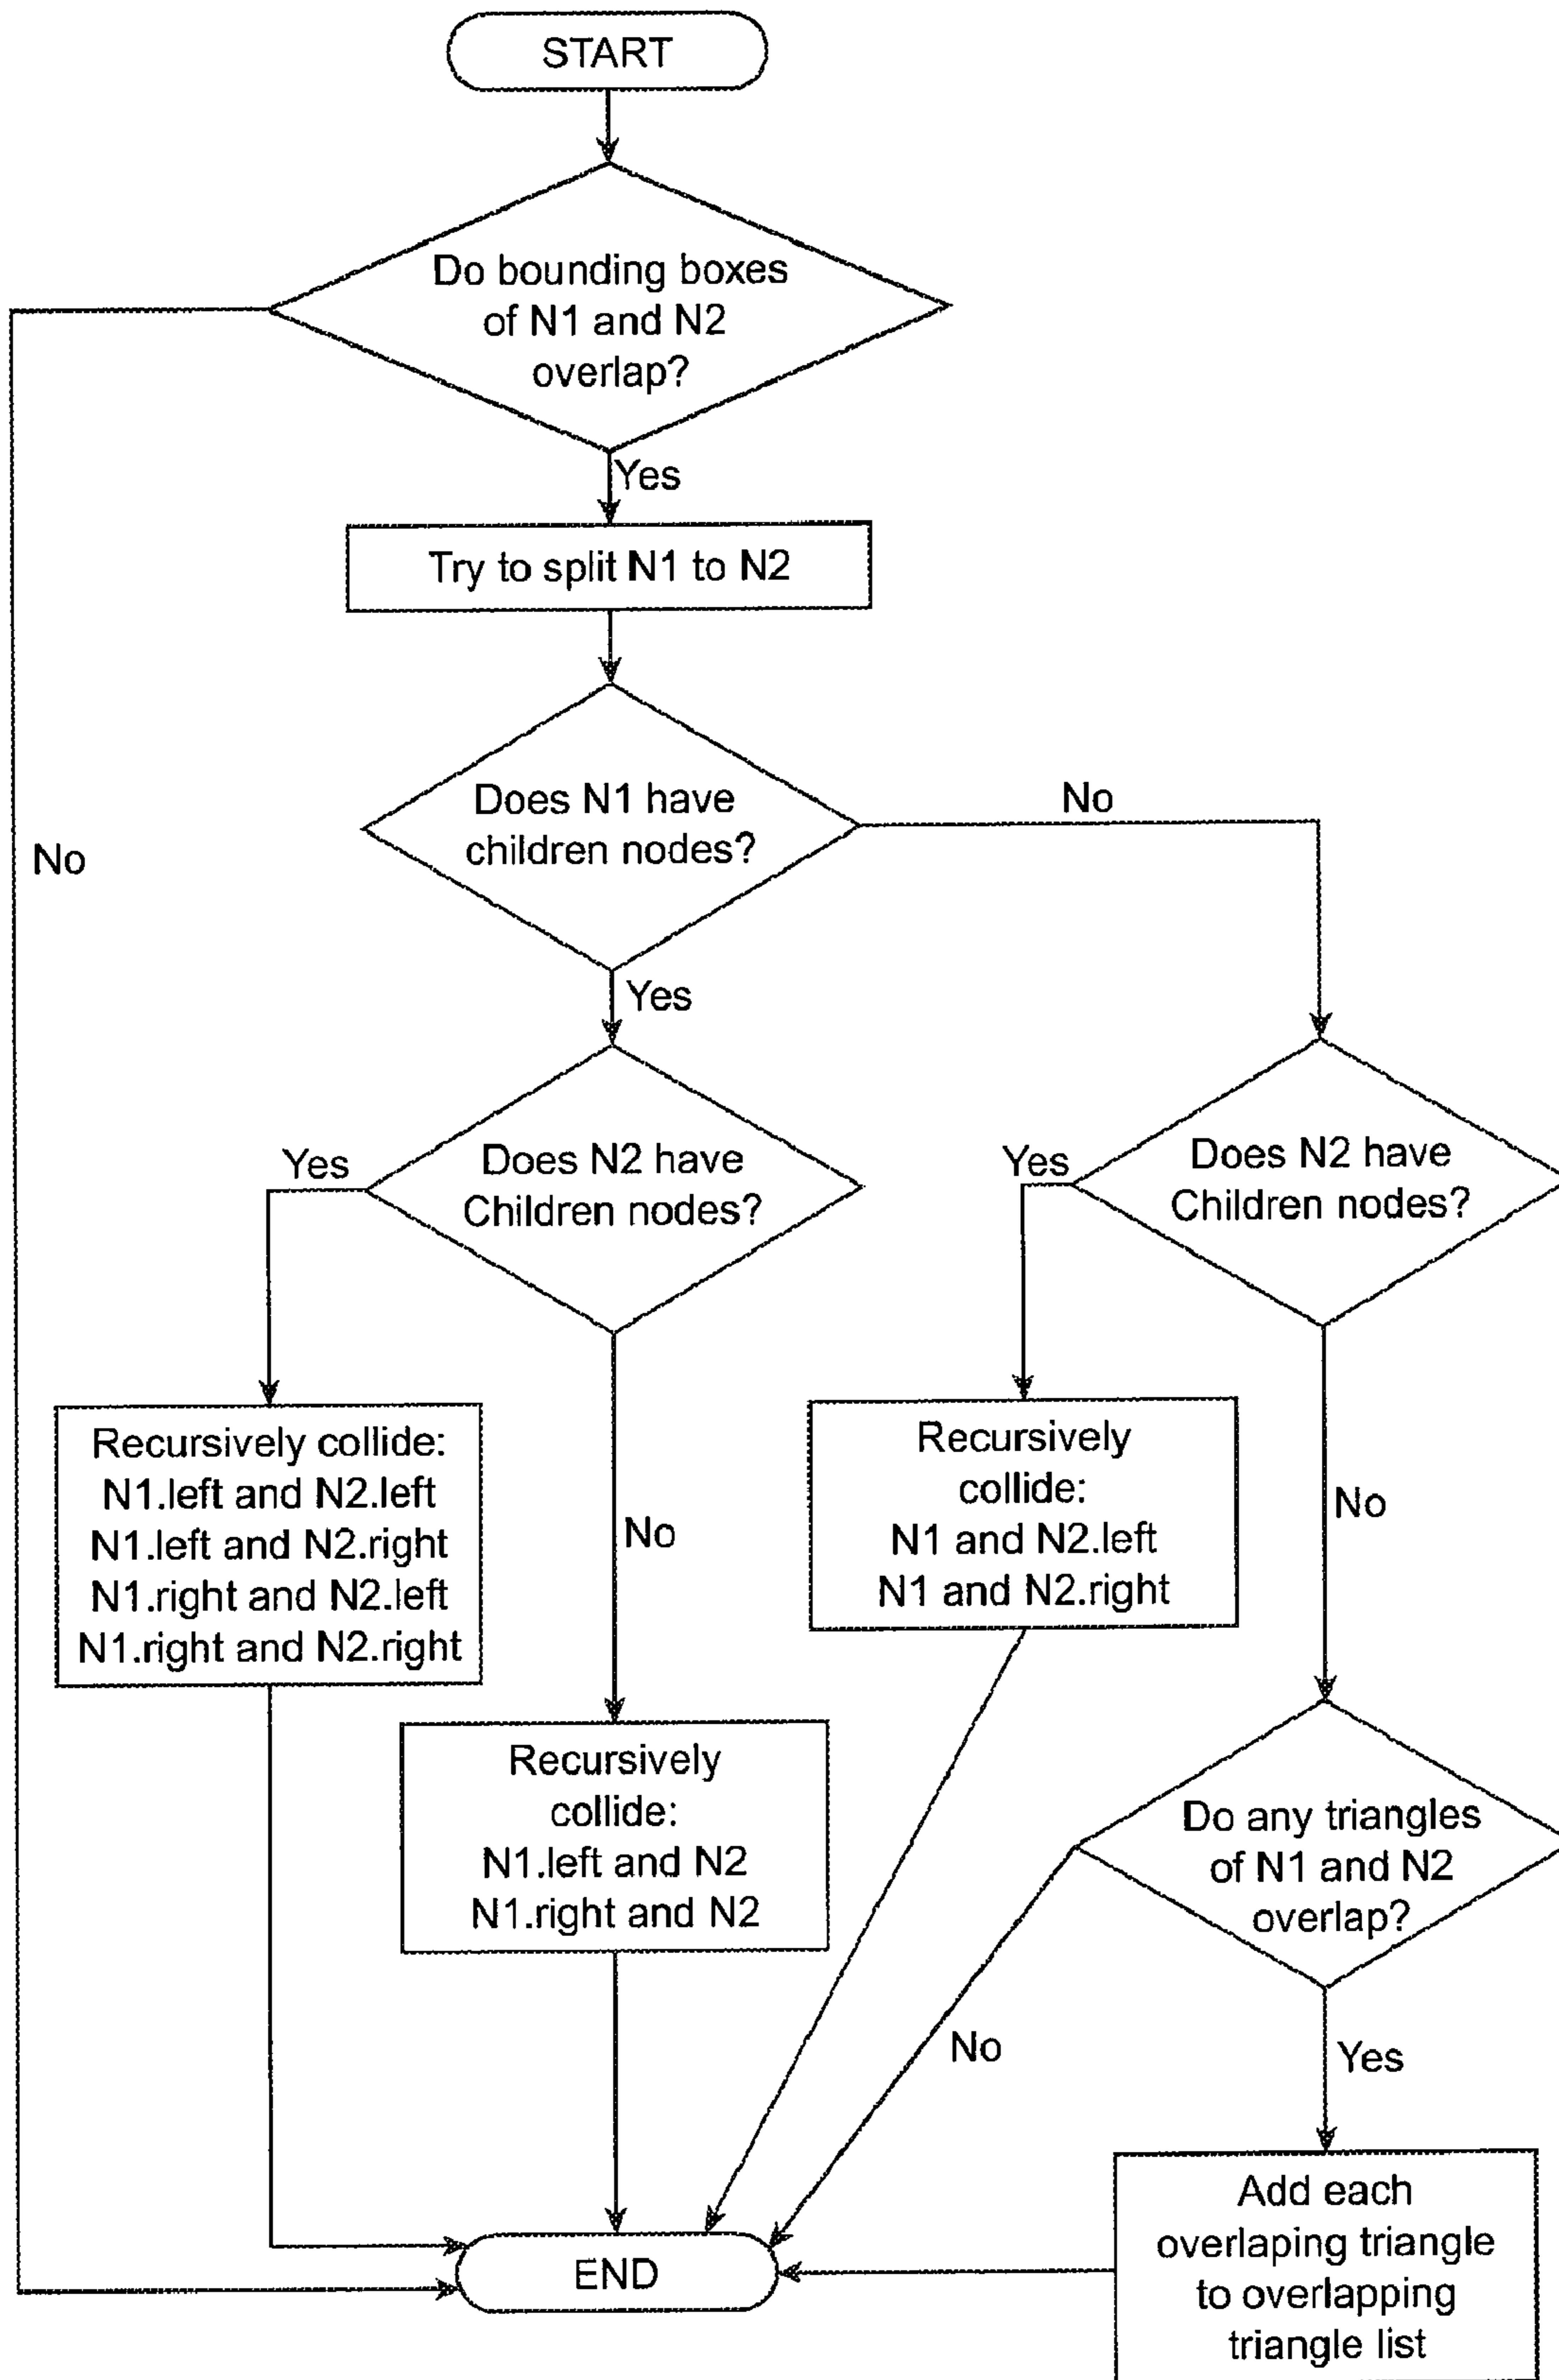 START
Do bounding boxes
of N1 and N2
overlap?
Yes
Try to split N1 to N2
Does N1 have
children nodes?
No
No
Yes
Does N2 have
Children nodes?
Yes
Does N2 have
Children nodes?
Yes
Recursively collide:
N1.left and N2.left
N1.left and N2.right
N1.right and N2.left
N1.right and N2.right
No
Recursively
collide:
N1 and N2.left
N1 and N2.right
No
Recursively
collide:
N1.left and N2
N1.right and N2
Do any triangles
of N1 and N2
overlap?
No
Yes
END
Add each
overlaping triangle
to overlapping
triangle list